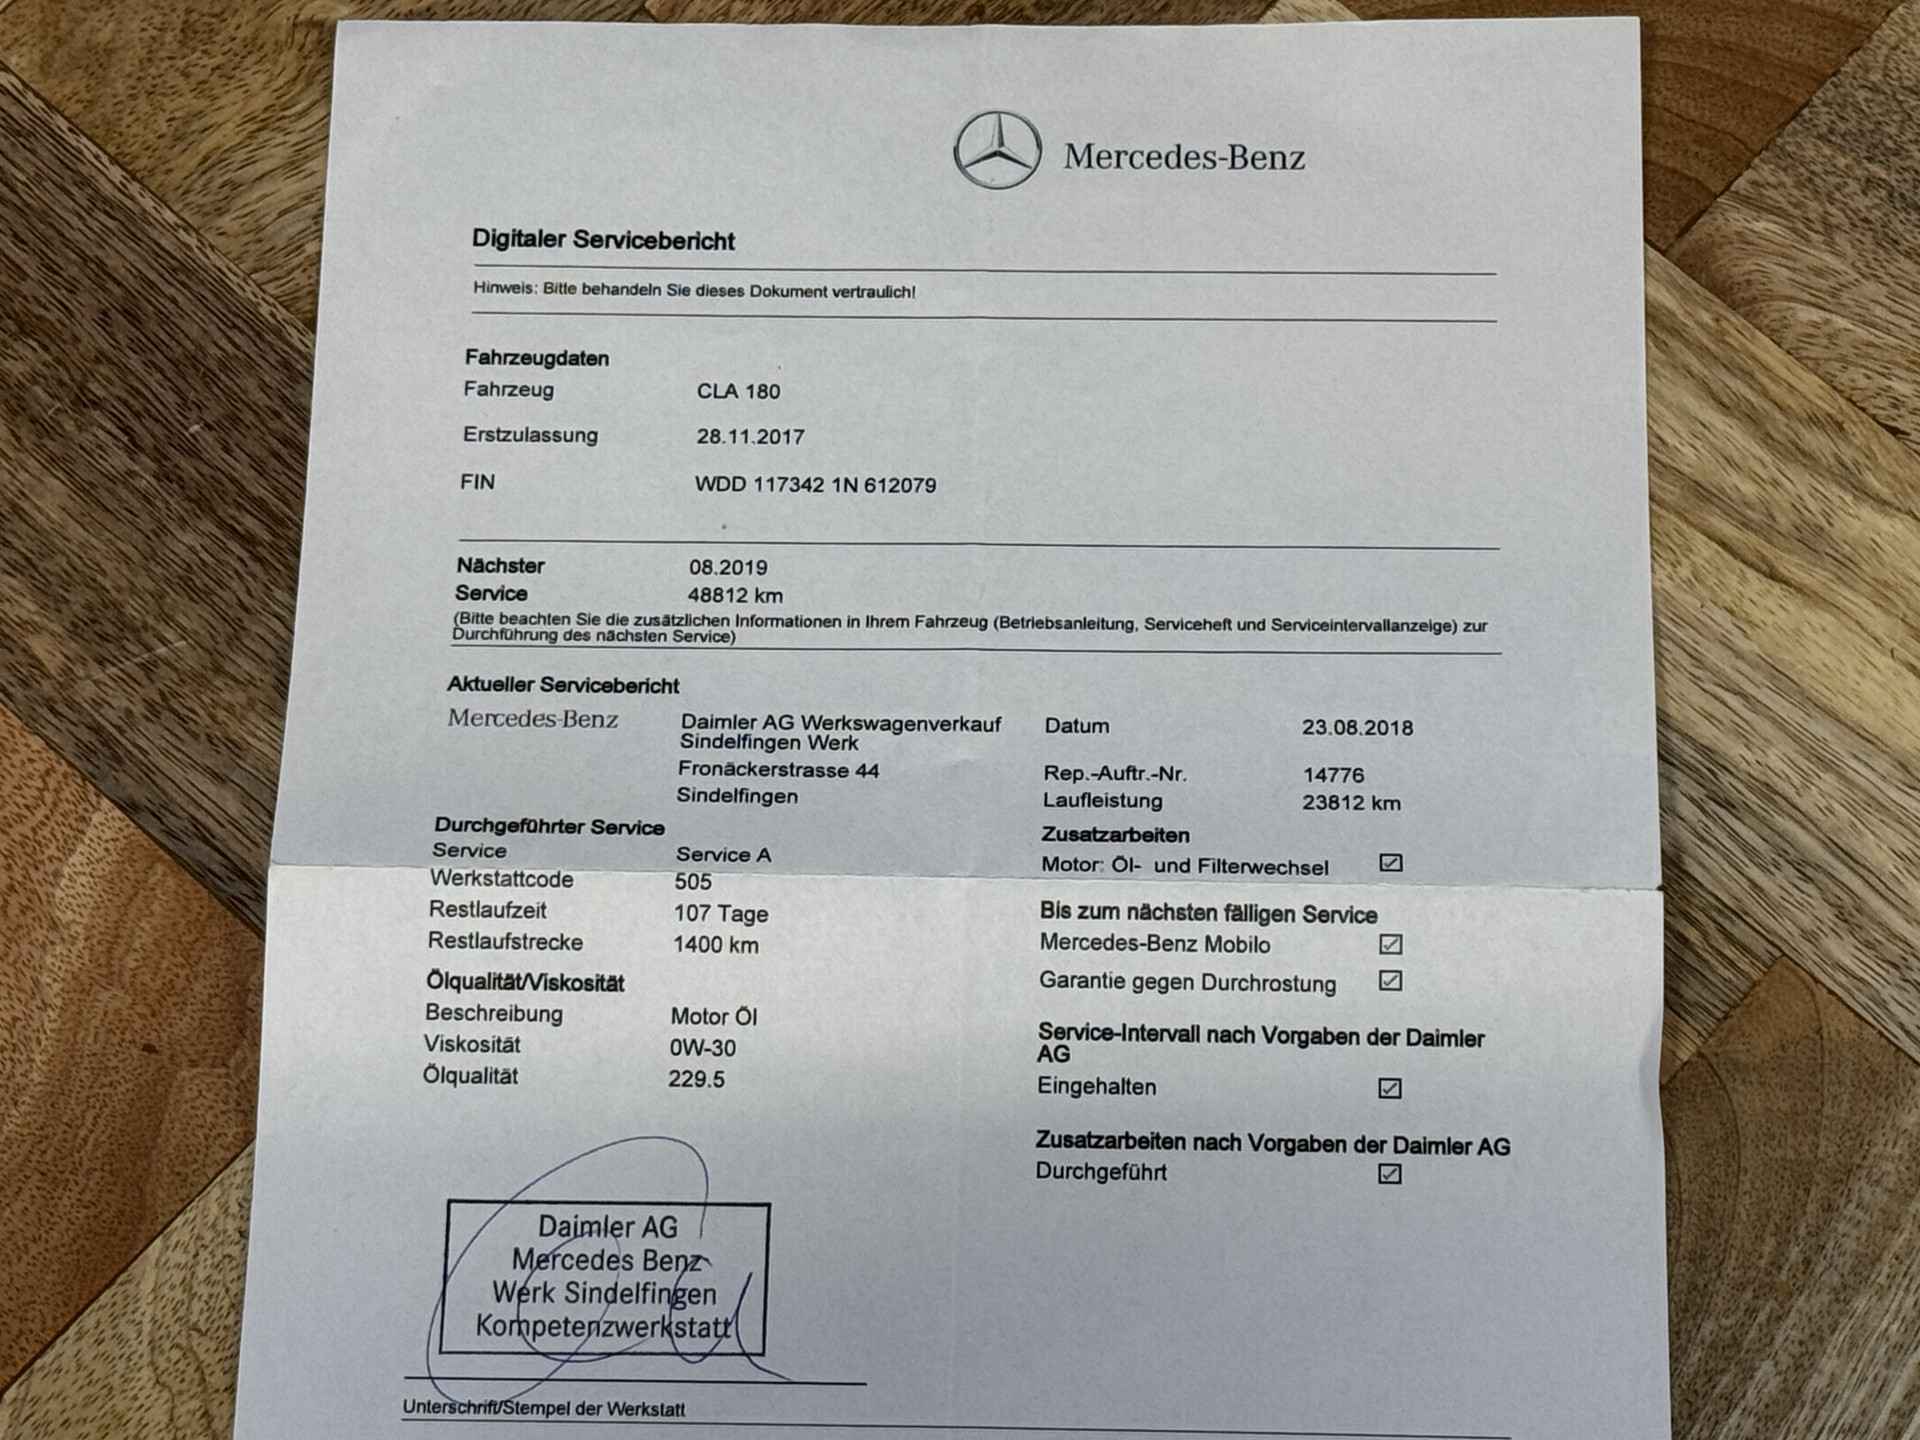 Mercedes-Benz
Digitaler Servicebericht
Hinweis: Bitte behandeln Sie dieses Dokument vertraulich!
Fahrzeugdaten
Fahrzeug CLA 180
Erstzulassung 28.11.2017
FIN WDD 117342 1N 612079
Nächster 08.2019
Service 48812 km
(Bitte beachten Sie die zusätzlichen Informationen in Ihrem Fahrzeug (Betriebsanleitung, Serviceheft und Serviceintervallanzeige) zur
Durchführung des nächsten Service)
Aktueller Servicebericht
Mercedes-Benz Daimler AG Werkswagenverkauf Datum 23.08.2018
Sindelfingen Werk
Fronäckerstrasse 44 Rep.-Auftr.-Nr. 14776
Sindelfingen Laufleistung 23812 km
Durchgeführter Service Zusatzarbeiten
Service Service A Motor: Öl- und Filterwechsel
Werkstattcode 505
Restlaufzeit 107 Tage Bis zum nächsten fälligen Service
Restlaufstrecke 1400 km Mercedes-Benz Mobilo
Ölqualität/Viskosität Garantie gegen Durchrostung
Beschreibung Motor Öl Service-Intervall nach Vorgaben der Daimler
Viskosität 0W-30 AG
Ölqualität 229.5 Eingehalten
Zusatzarbeiten nach Vorgaben der Daimler AG
Durchgeführt
Daimler AG
Mercedes Benz
Werk Sindelfingen
Kompetenzwerkstatt
Unterschrift/Stempel der Werkstatt